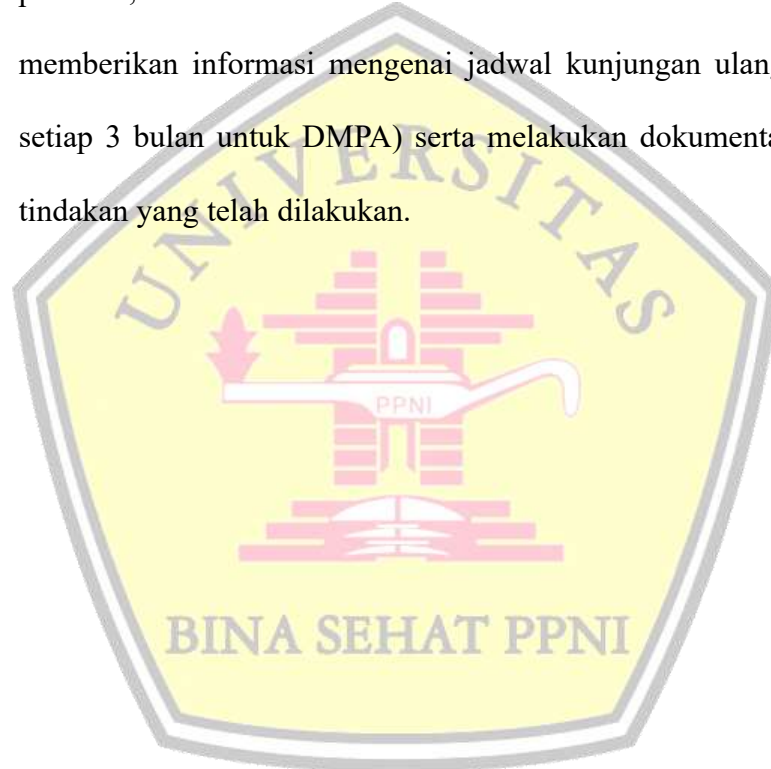 memberikan informasi mengenai jadwal kunjungan ulang
setiap 3 bulan untuk DMPA) serta melakukan dokumenta
tindakan yang telah dilakukan.
UNIVERSITAS
PPNI
BINA SEHAT PPNI